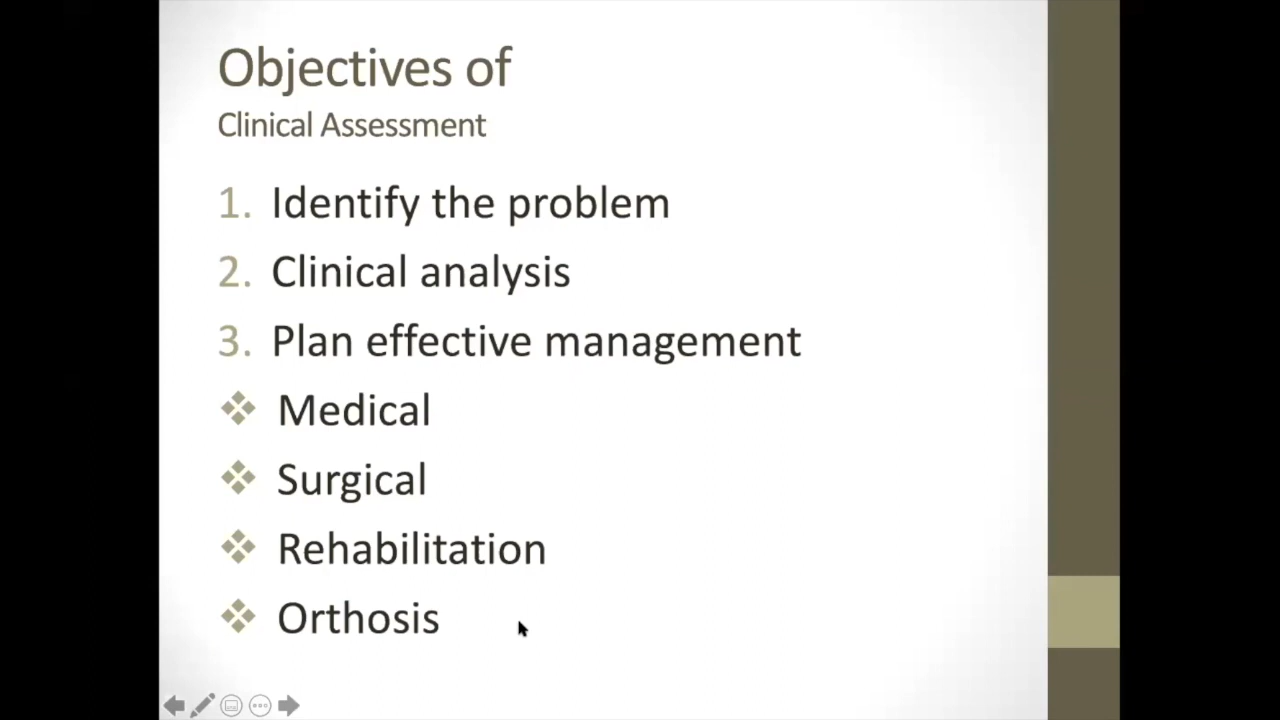 Objectives of
Clinical Assessment
1. Identify the problem
2. Clinical analysis
3. Plan effective management
Medical
Surgical
Rehabilitation
Orthosis